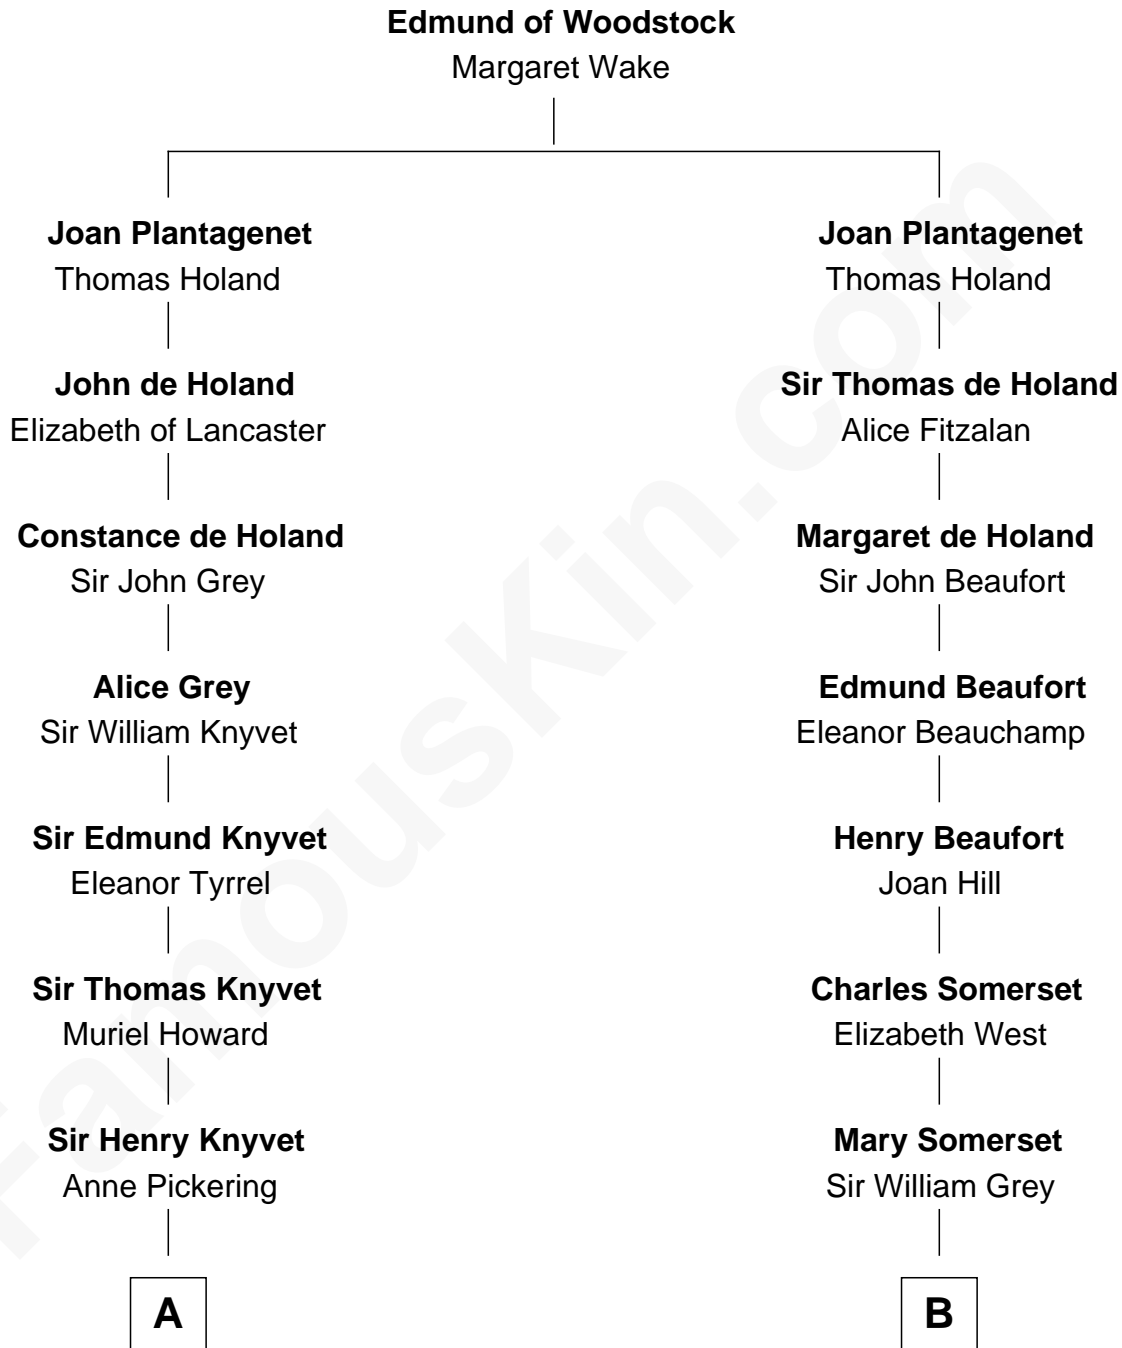 Edmund of Woodstock
Margaret Wake
Joan Plantagenet
Thomas Holand
John de Holand
Elizabeth of Lancaster
Constance de Holand
Sir John Grey
Alice Grey
Sir William Knyvet
Sir Edmund Knyvet
Eleanor Tyrrel
Sir Thomas Knyvet
Muriel Howard
Sir Henry Knyvet
Anne Pickering
A
Joan Plantagenet
Thomas Holand
Sir Thomas de Holand
Alice Fitzalan
Margaret de Holand
Sir John Beaufort
Edmund Beaufort
Eleanor Beauchamp
Henry Beaufort
Joan Hill
Charles Somerset
Elizabeth West
Mary Somerset
Sir William Grey
B
FamousKin.com